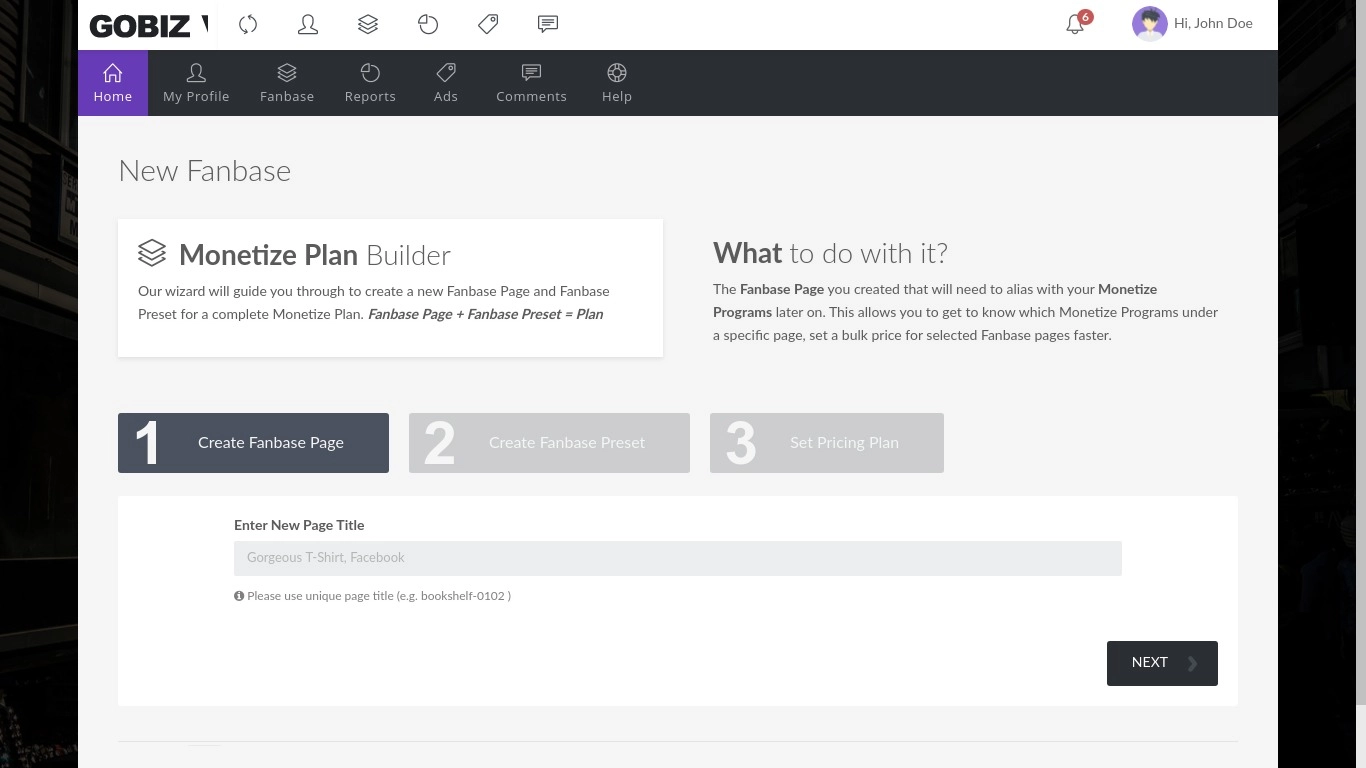 GOBIZ
6
Hi, John Doe
Home
My Profile
Fanbase
Reports
Ads
Comments
Help
New Fanbase
Monetize Plan Builder
Our wizard will guide you through to create a new Fanbase Page and Fanbase
Preset for a complete Monetize Plan. Fanbase Page + Fanbase Preset = Plan
What to do with it?
The Fanbase Page you created that will need to alias with your Monetize
Programs later on. This allows you to get to know which Monetize Programs under
a specific page, set a bulk price for selected Fanbase pages faster.
1 Create Fanbase Page
2 Create Fanbase Preset
3 Set Pricing Plan
Enter New Page Title
Gorgeous T-Shirt, Facebook
Please use unique page title (e.g. bookshelf-0102 )
NEXT